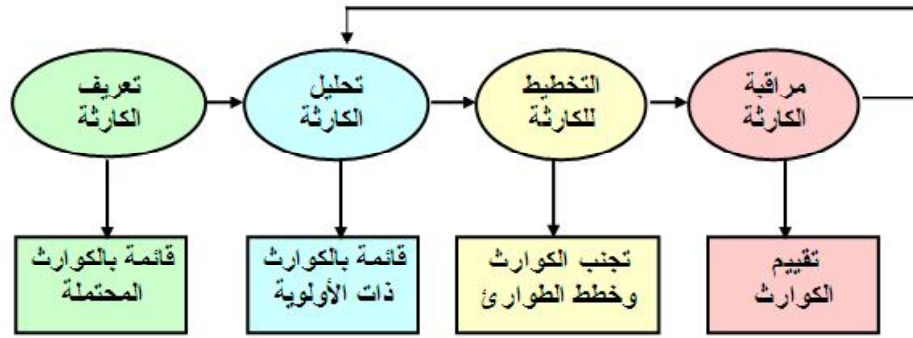 تعريف
الكارثة
تحليل
الكارثة
التخطيط
للكارثة
مراقبة
الكارثة
قائمة بالكوارث
المحتملة
قائمة بالكوارث
ذات الأولوية
تجنب الكوارث
وخطط الطوارئ
تقييم
الكوارث